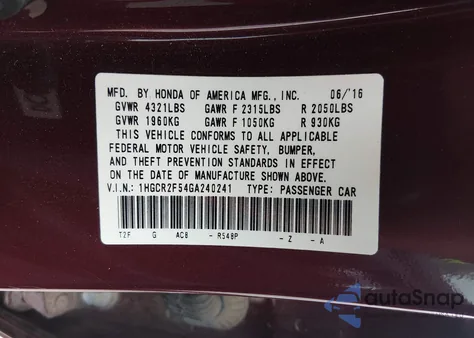 MFD. BY HONDA OF AMERICA MFG., INC. 06/16
GVWR 4321LBS GAWR F 2315LBS R 2050LBS
GVWR 1960KG GAWR F 1050KG R 930KG
THIS VEHICLE CONFORMS TO ALL APPLICABLE
FEDERAL MOTOR VEHICLE SAFETY, BUMPER,
AND THEFT PREVENTION STANDARDS IN EFFECT
ON THE DATE OF MANUFACTURE SHOWN ABOVE.
V.I.N: 1HGCR2F54GA240241 TYPE: PASSENGER CAR
T2F G AC8 - R548P - Z - A
autoSnap